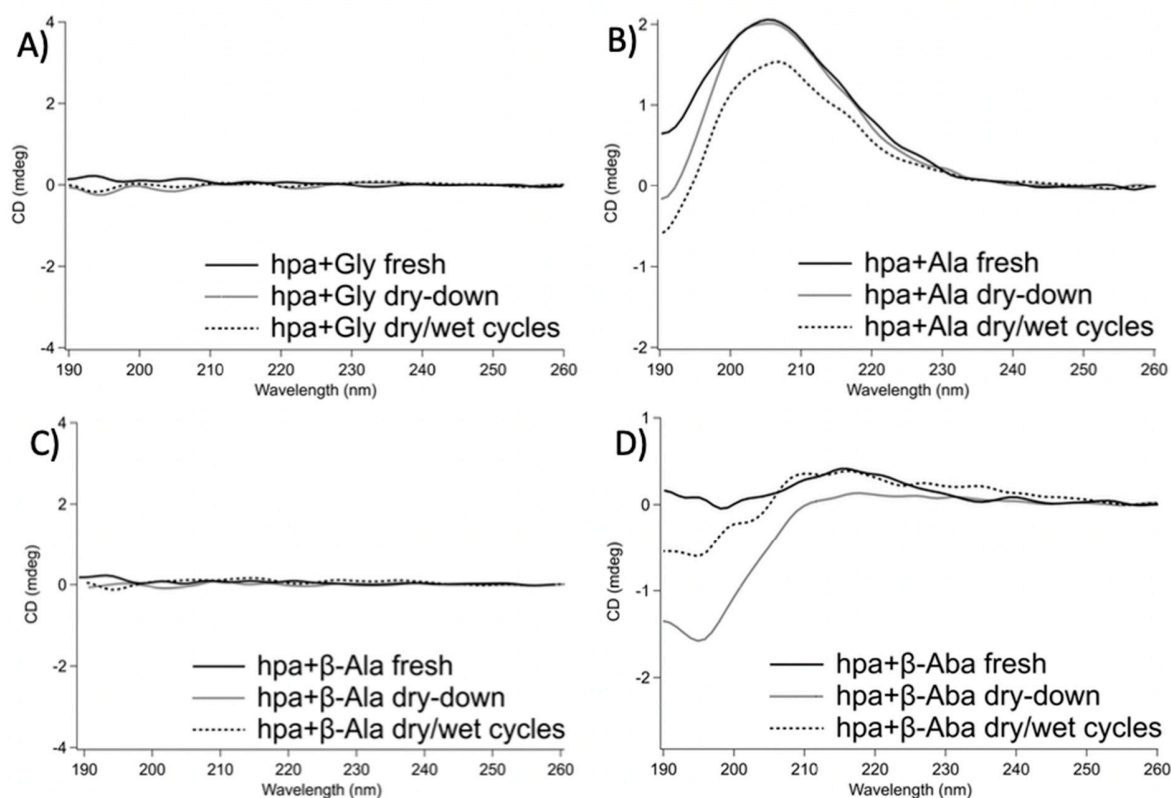 A)
4
2
0
-2
-4
CD (mdeg)
hpa+Gly fresh
hpa+Gly dry-down
hpa+Gly dry/wet cycles
190 200 210 220 230 240 250 260
Wavelength (nm)
B)
2
1
0
-1
-2
CD (mdeg)
hpa+Ala fresh
hpa+Ala dry-down
hpa+Ala dry/wet cycles
190 200 210 220 230 240 250 260
Wavelength (nm)
C)
4
2
0
-2
-4
CD (mdeg)
hpa+β-Ala fresh
hpa+β-Ala dry-down
hpa+β-Ala dry/wet cycles
190 200 210 220 230 240 250 260
Wavelength (nm)
D)
1
0
-1
-2
CD (mdeg)
hpa+β-Aba fresh
hpa+β-Aba dry-down
hpa+β-Aba dry/wet cycles
190 200 210 220 230 240 250 260
Wavelength (nm)